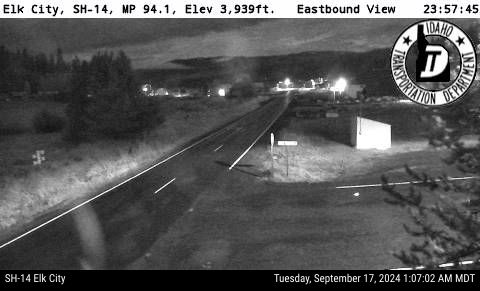 Elk City, SH-14, MP 94.1, Elev 3,939ft. Eastbound View 23:57:45
IDAHO
TRANSPORTATION DEPARTMENT
SH-14 Elk City Tuesday, September 17, 2024 1:07:02 AM MDT